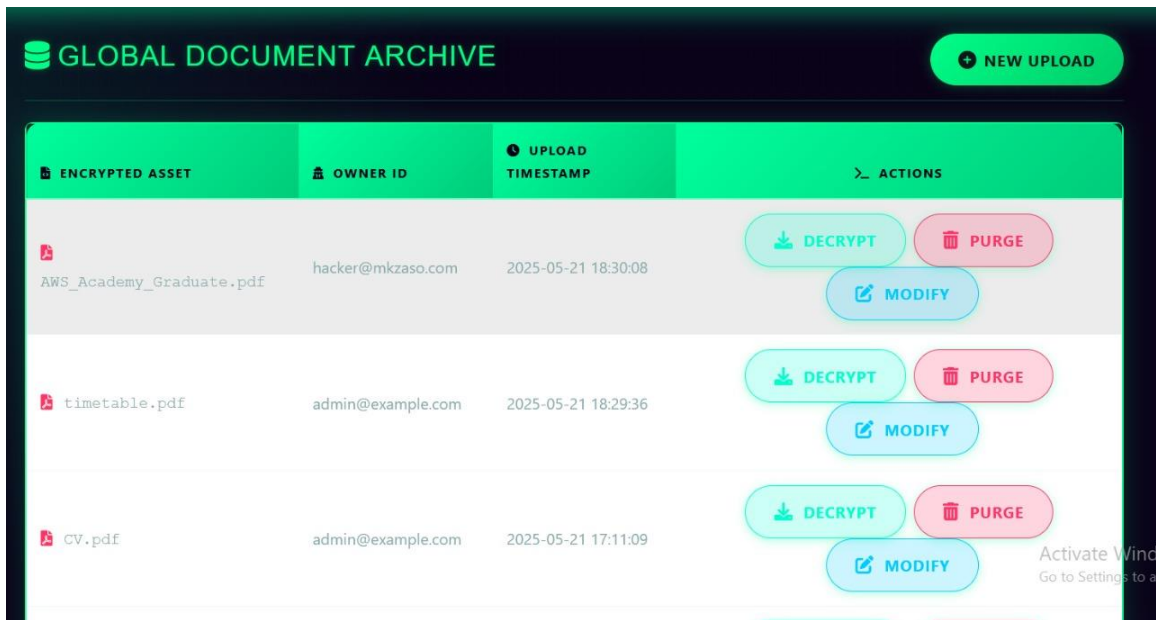 GLOBAL DOCUMENT ARCHIVE
NEW UPLOAD
ENCRYPTED ASSET
OWNER ID
UPLOAD
TIMESTAMP
ACTIONS
AWS_Academy_Graduate.pdf
hacker@mkzaso.com
2025-05-21 18:30:08
DECRYPT
PURGE
MODIFY
timetable.pdf
admin@example.com
2025-05-21 18:29:36
DECRYPT
PURGE
MODIFY
CV.pdf
admin@example.com
2025-05-21 17:11:09
DECRYPT
PURGE
MODIFY
Activate Wind
Go to Settings to a